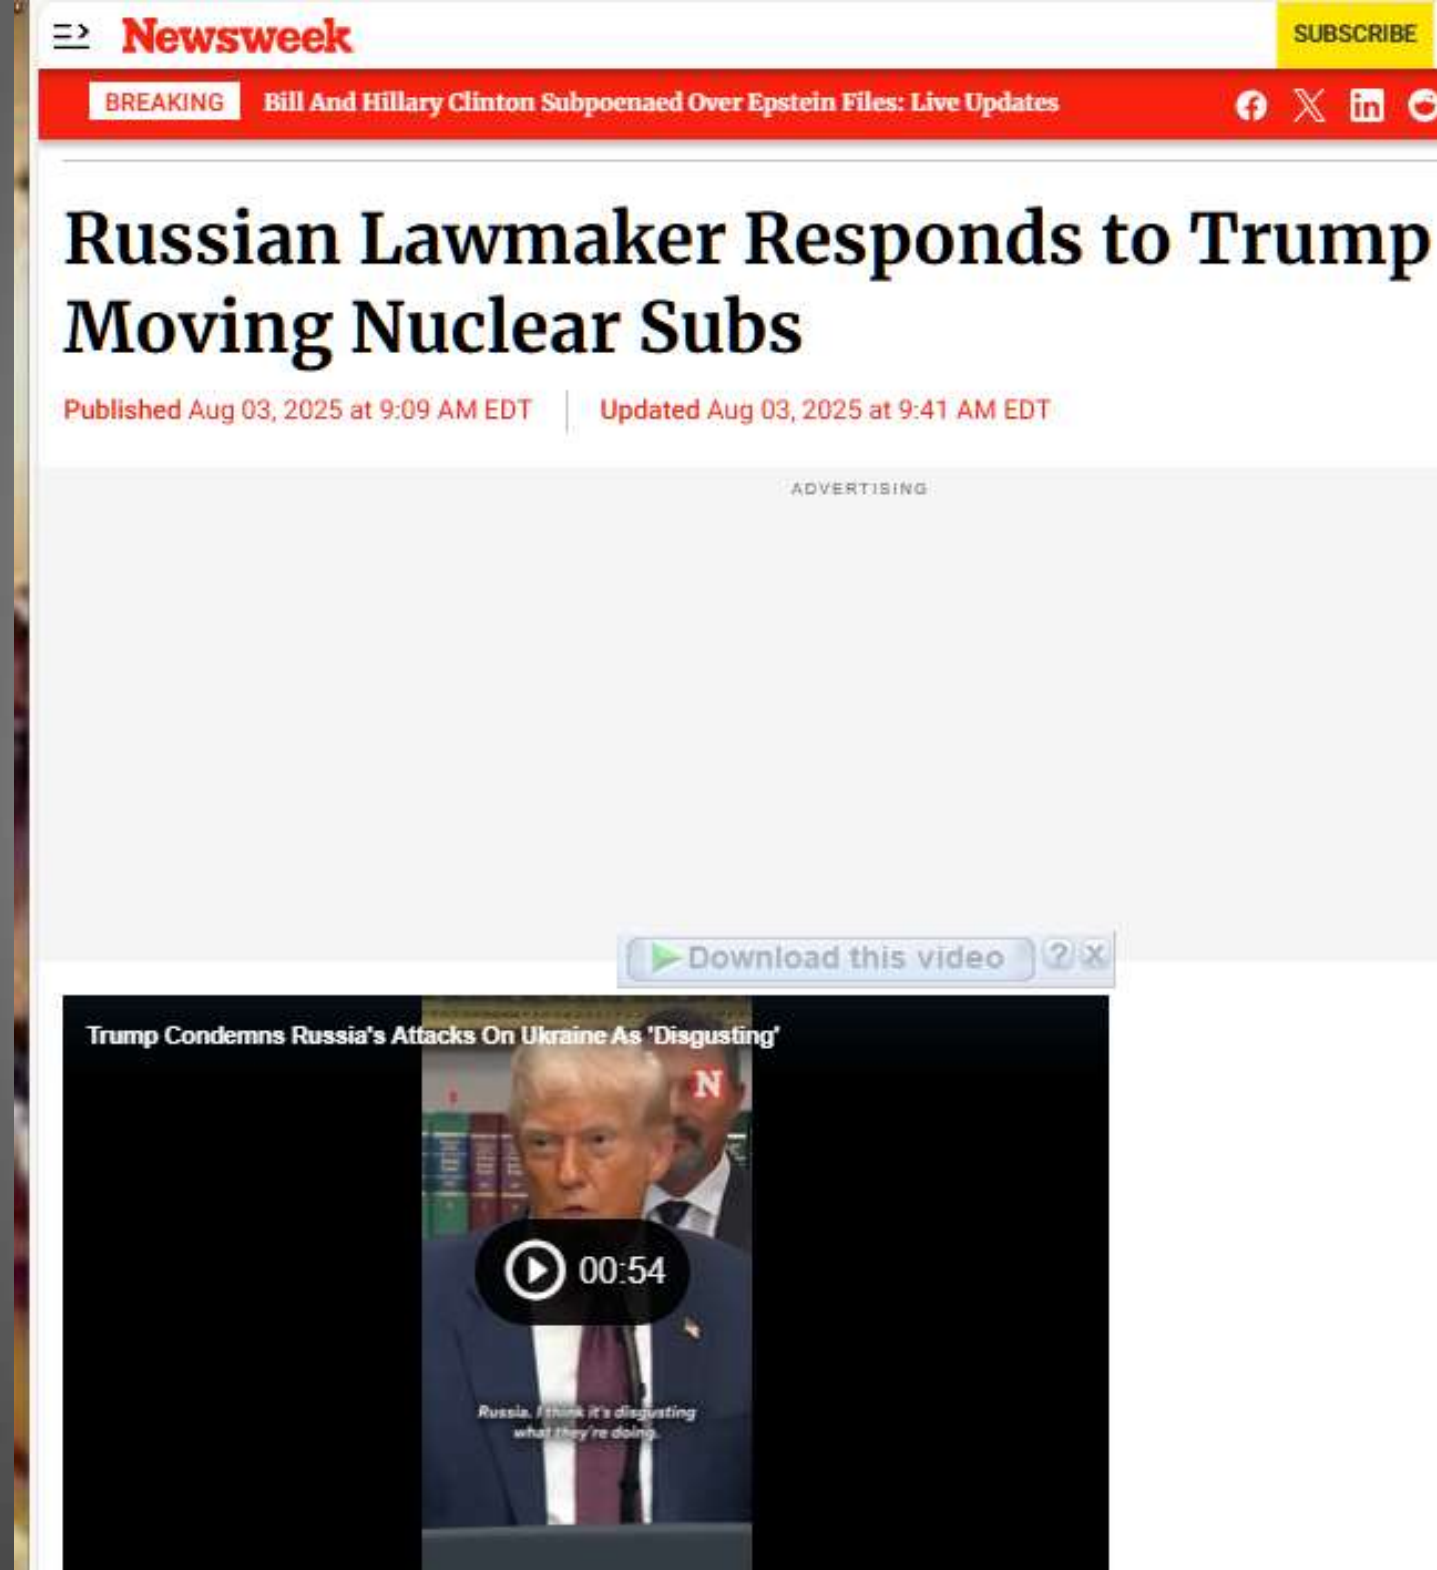 Newsweek
SUBSCRIBE
BREAKING Bill And Hillary Clinton Subpoenaed Over Epstein Files: Live Updates
Russian Lawmaker Responds to Trump
Moving Nuclear Subs
Published Aug 03, 2025 at 9:09 AM EDT Updated Aug 03, 2025 at 9:41 AM EDT
ADVERTISING
Download this video ? X
Trump Condemns Russia's Attacks On Ukraine As 'Disgusting'
N
00:54
Russia. I think it's disgusting
what they're doing.